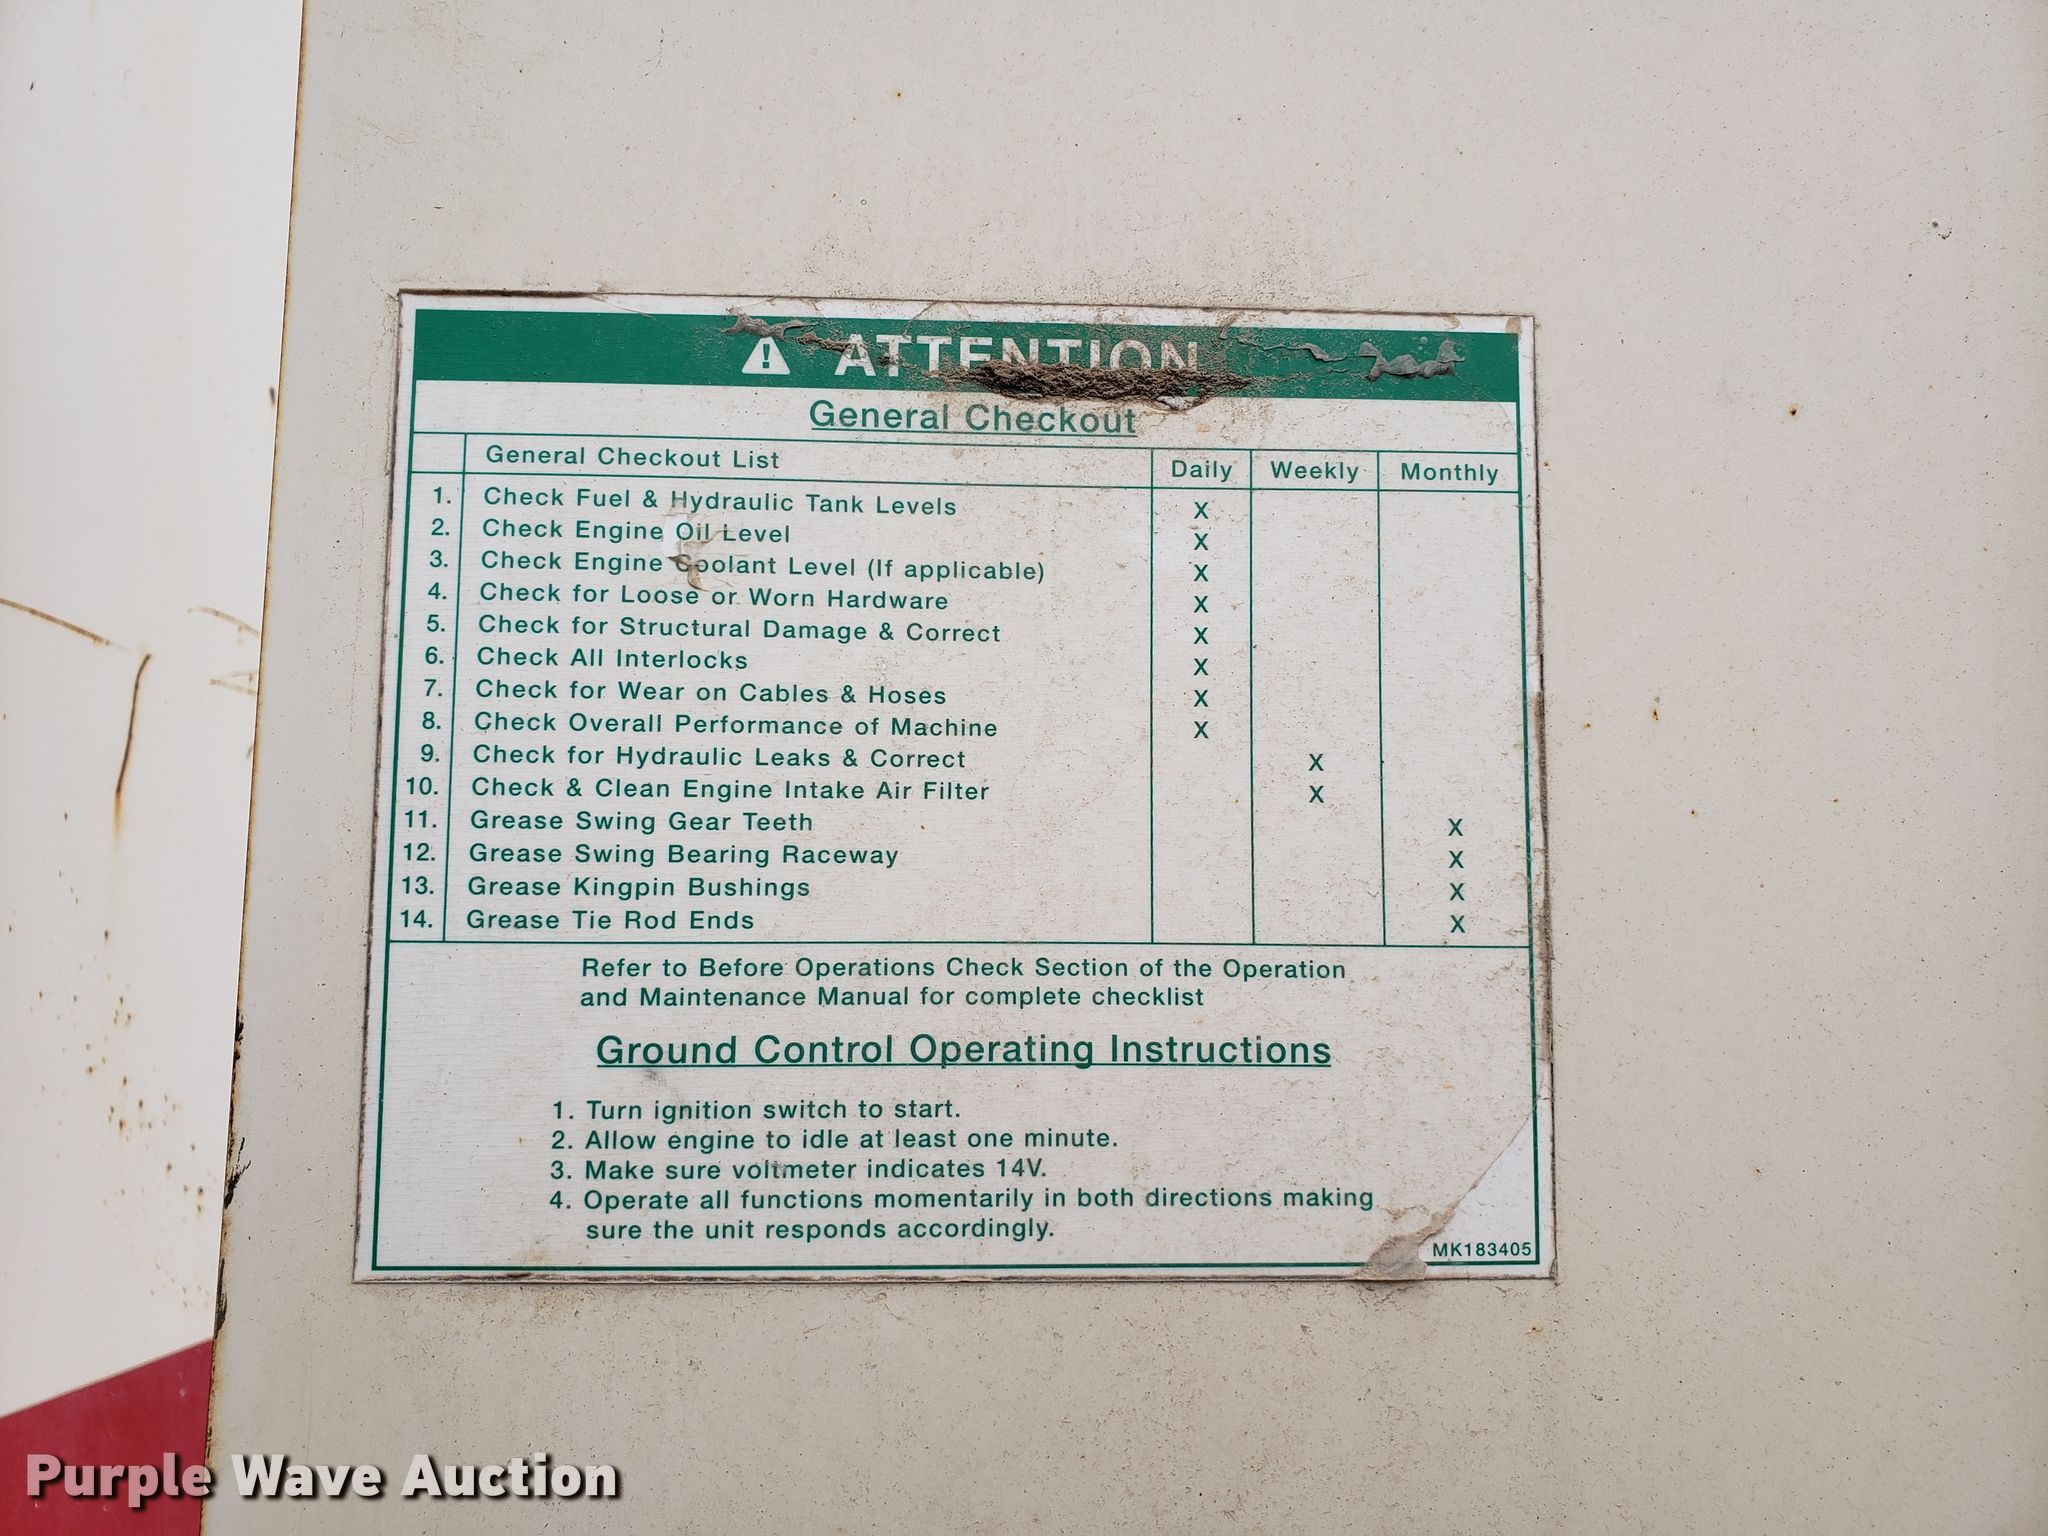 ATTENTION
General Checkout
General Checkout List Daily Weekly Monthly
1. Check Fuel & Hydraulic Tank Levels X
2. Check Engine Oil Level X
3. Check Engine Coolant Level (If applicable) X
4. Check for Loose or Worn Hardware X
5. Check for Structural Damage & Correct X
6. Check All Interlocks X
7. Check for Wear on Cables & Hoses X
8. Check Overall Performance of Machine X
9. Check for Hydraulic Leaks & Correct X
10. Check & Clean Engine Intake Air Filter X
11. Grease Swing Gear Teeth X
12. Grease Swing Bearing Raceway X
13. Grease Kingpin Bushings X
14. Grease Tie Rod Ends X
Refer to Before Operations Check Section of the Operation
and Maintenance Manual for complete checklist
Ground Control Operating Instructions
1. Turn ignition switch to start.
2. Allow engine to idle at least one minute.
3. Make sure voltmeter indicates 14V.
4. Operate all functions momentarily in both directions making
sure the unit responds accordingly.
MK183405
Purple Wave Auction